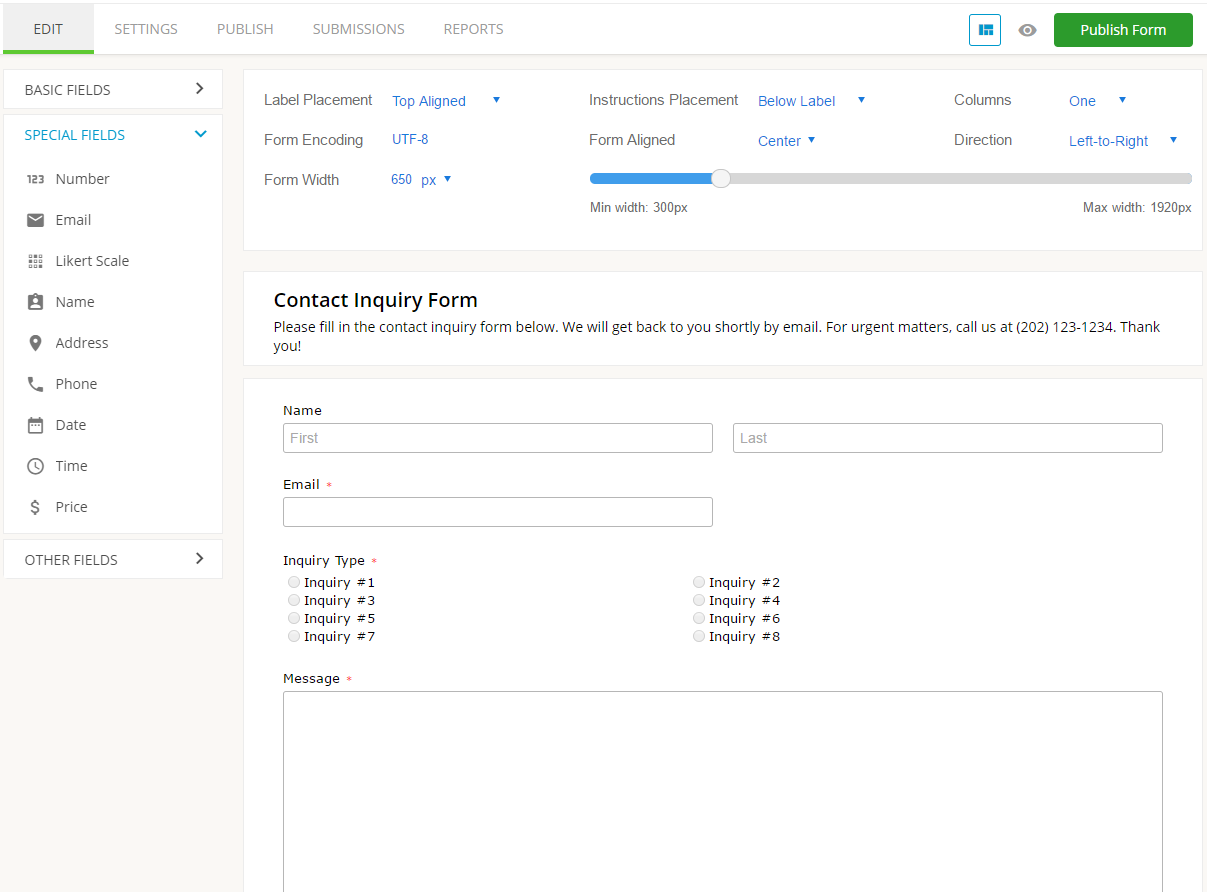 EDIT SETTINGS PUBLISH SUBMISSIONS REPORTS Publish Form
BASIC FIELDS
SPECIAL FIELDS
123 Number
Email
Likert Scale
Name
Address
Phone
Date
Time
$ Price
OTHER FIELDS
Label Placement Top Aligned Instructions Placement Below Label Columns One
Form Encoding UTF-8 Form Aligned Center Direction Left-to-Right
Form Width 650 px
Min width: 300px Max width: 1920px
Contact Inquiry Form
Please fill in the contact inquiry form below. We will get back to you shortly by email. For urgent matters, call us at (202) 123-1234. Thank
you!
Name
First Last
Email *
Inquiry Type *
Inquiry #1 Inquiry #2
Inquiry #3 Inquiry #4
Inquiry #5 Inquiry #6
Inquiry #7 Inquiry #8
Message *